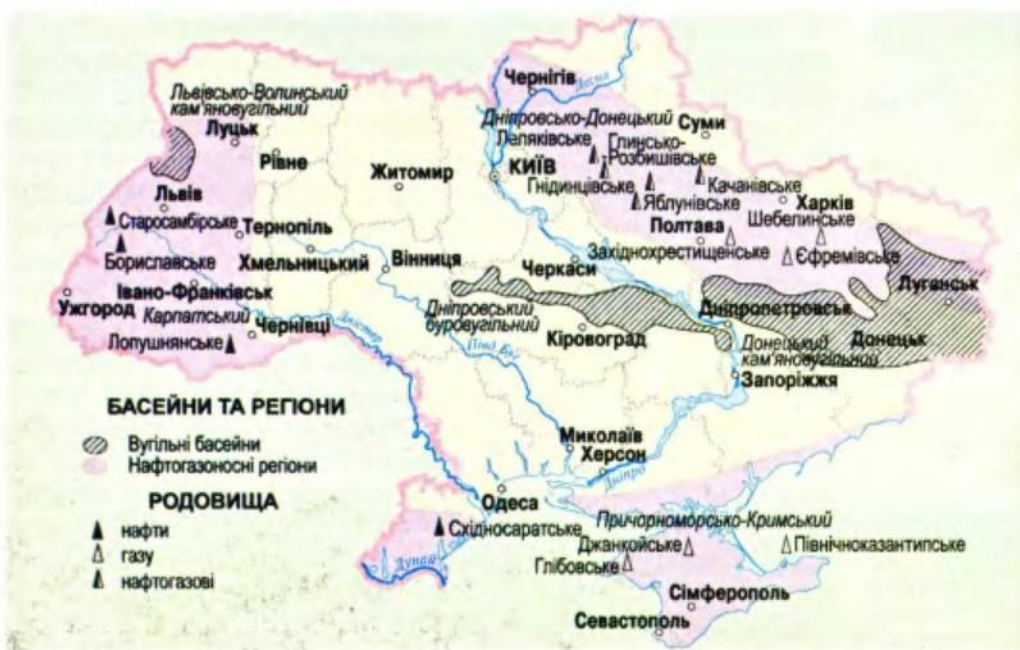 Чернігів
Десна
Львівсько-Волинський
кам'яновугільний
Луцьк
Рівне
Житомир
КИЇВ
Дніпровсько-Донецький
Суми
Леляківське
Глинсько-
Розбишівське
Гнідинцівське
Качанівське
Яблунівське
Харків
Полтава
Шебелинське
Західнохрестищенське
Єфремівське
Львів
Старосамбірське
Тернопіль
Бориславське
Хмельницький
Вінниця
Черкаси
Луганськ
Івано-Франківськ
Ужгород
Карпатський
Чернівці
Дністер
Лопушнянське
Дніпровський
буровугільний
Кіровоград
Дніпропетровськ
Донецьк
Донецький
кам'яновугільний
Півд. Буг
Запоріжжя
БАСЕЙНИ ТА РЕГІОНИ
Вугільні басейни
Нафтогазоносні регіони
РОДОВИЩА
нафти
газу
нафтогазові
Миколаїв
Херсон
Дніпро
Одеса
Східносаратське
Дунай
Причорноморсько-Кримський
Джанкойське
Північноказантипське
Глібовське
Сімферополь
Севастополь